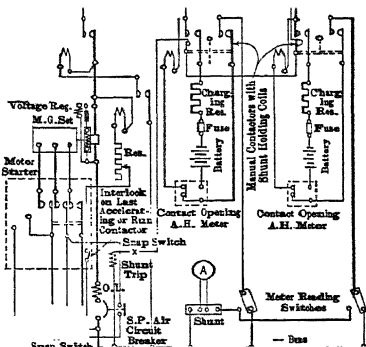 Voltage Reg.
M.G. Set
Motor
Starter
Res.
Interlock
on Last
Accelerat-
ing or Run
Contactor
Snap Switch
Shunt
Trip
O.L.
S.P. Air
Circuit
Breaker
Snap Switch
Charg
ing
Res.
Fuse
Battery
Contact Opening
A.H. Meter
Manual Contactors with
Shunt Holding Coils
Charg
ing
Res.
Fuse
Battery
Contact Opening
A.H. Meter
A
Shunt
Meter Reading
Switches
— Bus